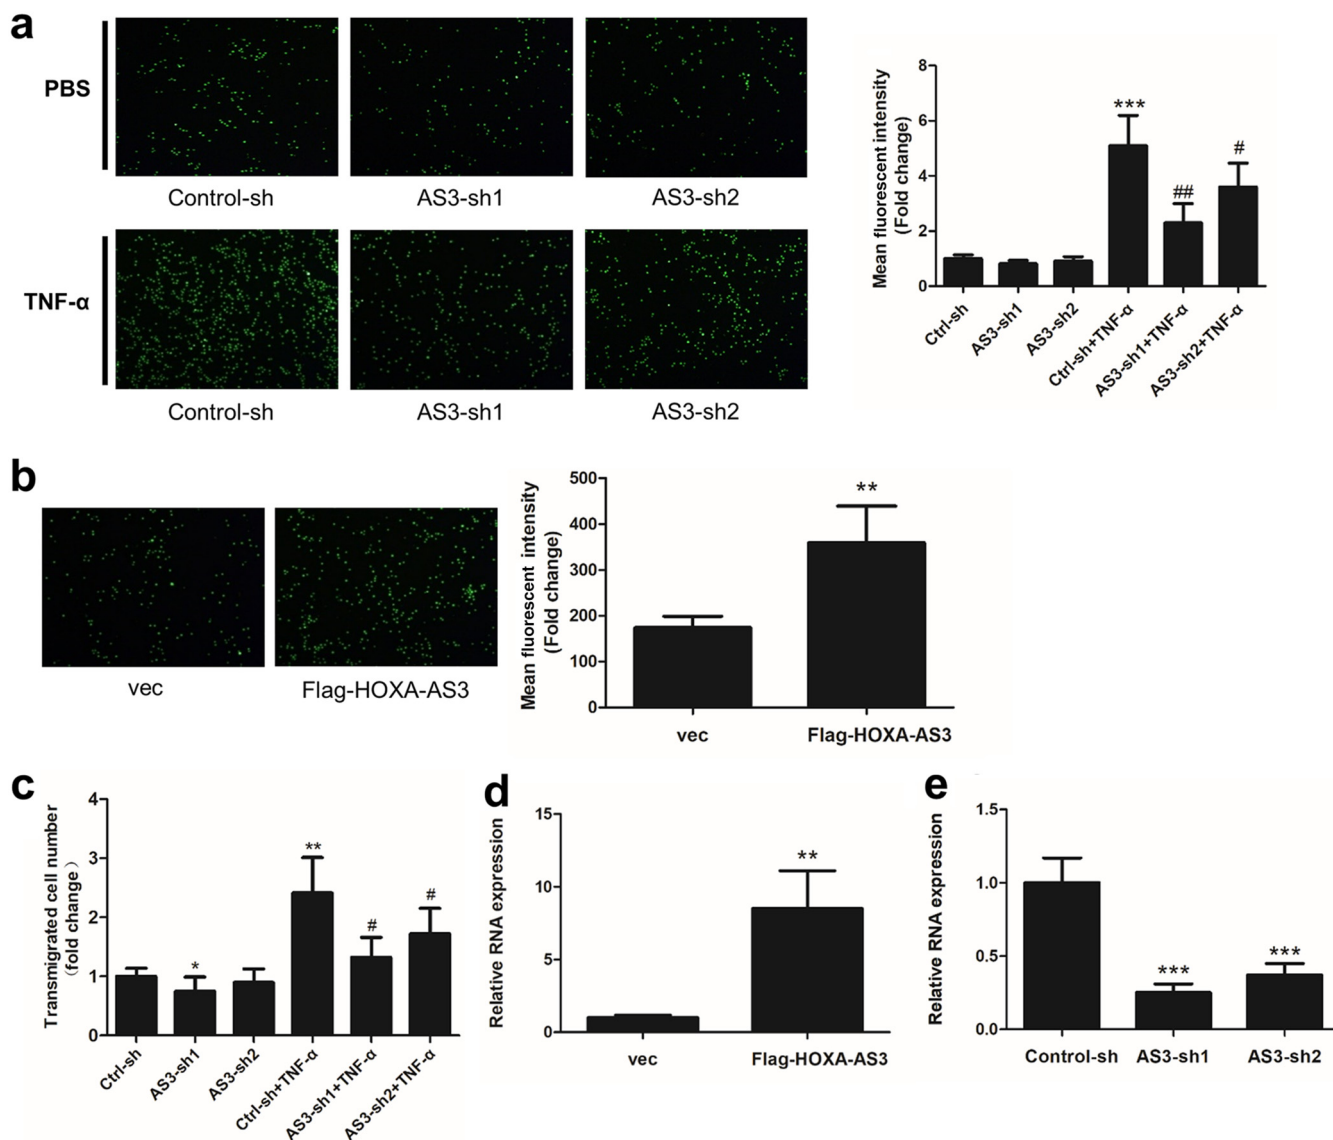 a
PBS
Control-sh
AS3-sh1
AS3-sh2
TNF-α
Control-sh
AS3-sh1
AS3-sh2
Mean fluorescent intensity
(Fold change)
8
6
4
2
0
***
##
#
Ctrl-sh
AS3-sh1
AS3-sh2
Ctrl-sh+TNF-α
AS3-sh1+TNF-α
AS3-sh2+TNF-α
b
vec
Flag-HOXA-AS3
Mean fluorescent intensity
(Fold change)
500
400
300
200
100
0
**
vec
Flag-HOXA-AS3
c
Transmigrated cell number
(fold change)
4
3
2
1
0
*
**
#
#
Ctrl-sh
AS3-sh1
AS3-sh2
Ctrl-sh+TNF-α
AS3-sh1+TNF-α
AS3-sh2+TNF-α
d
Relative RNA expression
15
10
5
0
**
vec
Flag-HOXA-AS3
e
Relative RNA expression
1.5
1.0
0.5
0.0
***
***
Control-sh
AS3-sh1
AS3-sh2